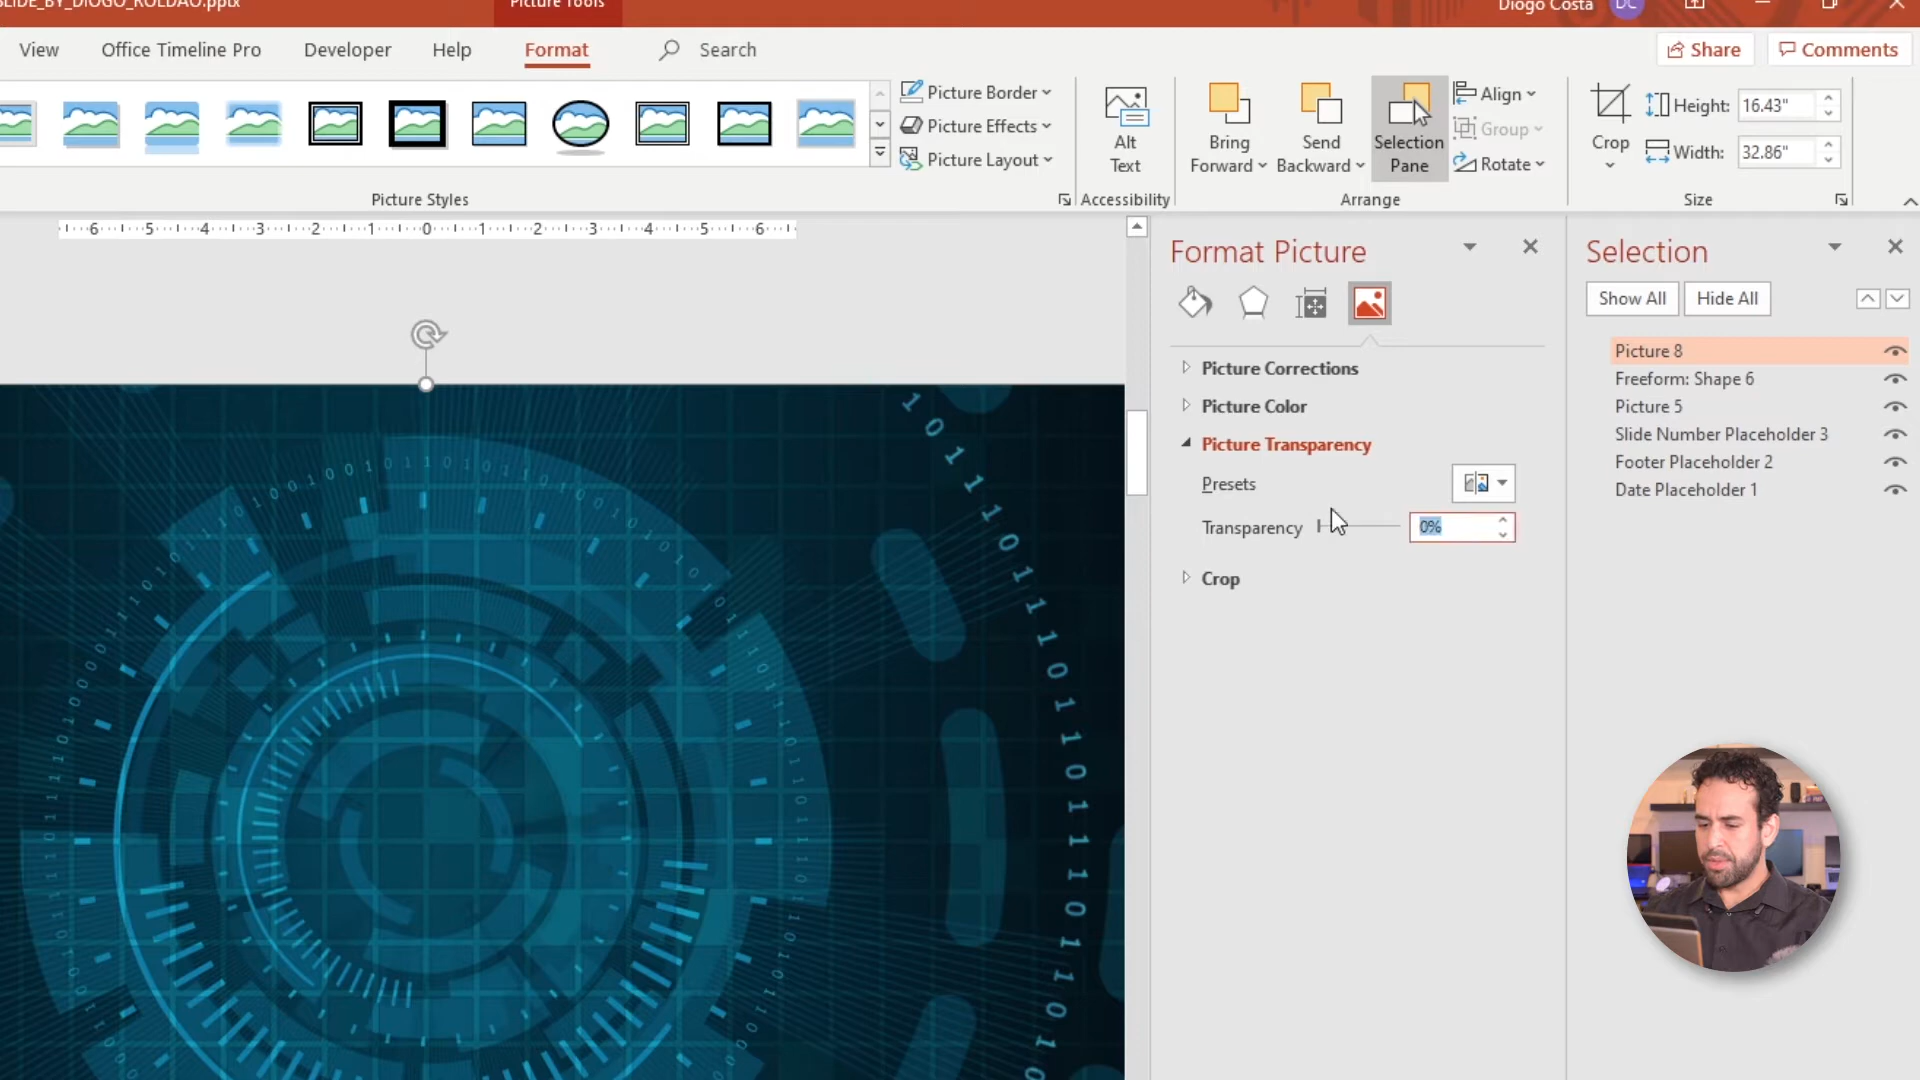 SLIDE_BY_DIOGO_ROLDAO.pptx
Picture Tools
Diogo Costa
DC
View
Office Timeline Pro
Developer
Help
Format
Search
Share
Comments
Picture Border
Picture Effects
Picture Layout
Alt Text
Bring Forward
Send Backward
Selection Pane
Align
Group
Rotate
Crop
Height: 16.43"
Width: 32.86"
Picture Styles
Accessibility
Arrange
Size
6 5 4 3 2 1 0 1 2 3 4 5 6
Format Picture
Picture Corrections
Picture Color
Picture Transparency
Presets
Transparency 0%
Crop
Selection
Show All
Hide All
Picture 8
Freeform: Shape 6
Picture 5
Slide Number Placeholder 3
Footer Placeholder 2
Date Placeholder 1